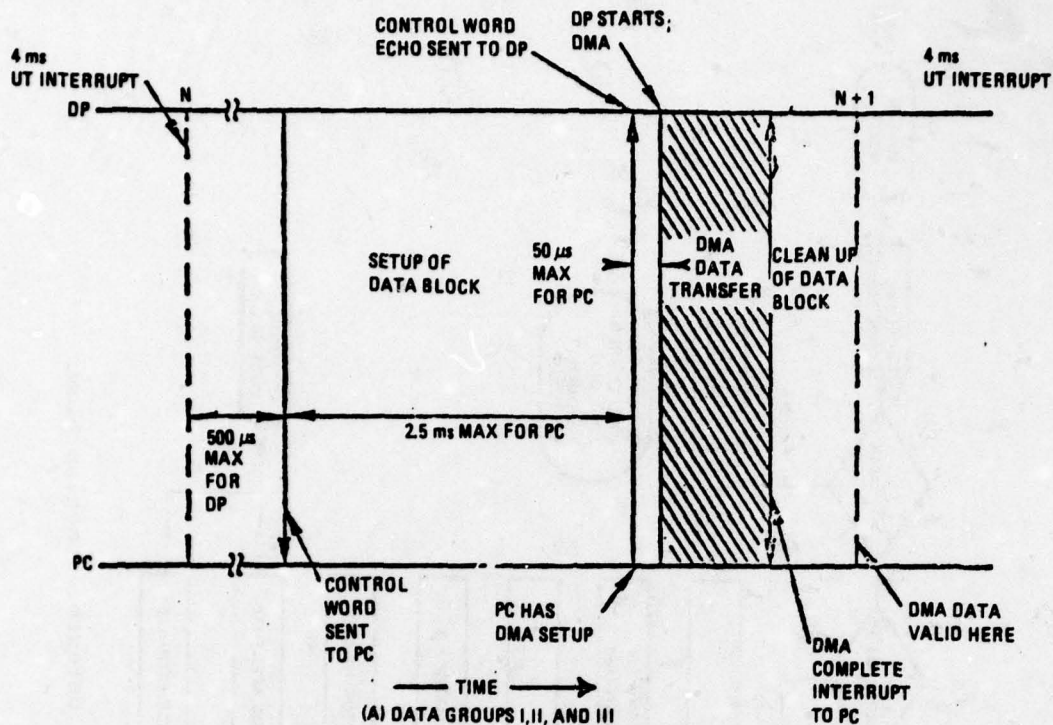 4 ms
UT INTERRUPT
N
DP
CONTROL WORD
ECHO SENT TO DP
DP STARTS;
DMA
4 ms
UT INTERRUPT
N + 1
SETUP OF
DATA BLOCK
50 µs
MAX
FOR PC
DMA
DATA
TRANSFER
CLEAN UP
OF DATA
BLOCK
500 µs
MAX
FOR
DP
2.5 ms MAX FOR PC
PC
CONTROL
WORD
SENT
TO PC
PC HAS
DMA SETUP
DMA
COMPLETE
INTERRUPT
TO PC
DMA DATA
VALID HERE
TIME
(A) DATA GROUPS I, II, AND III